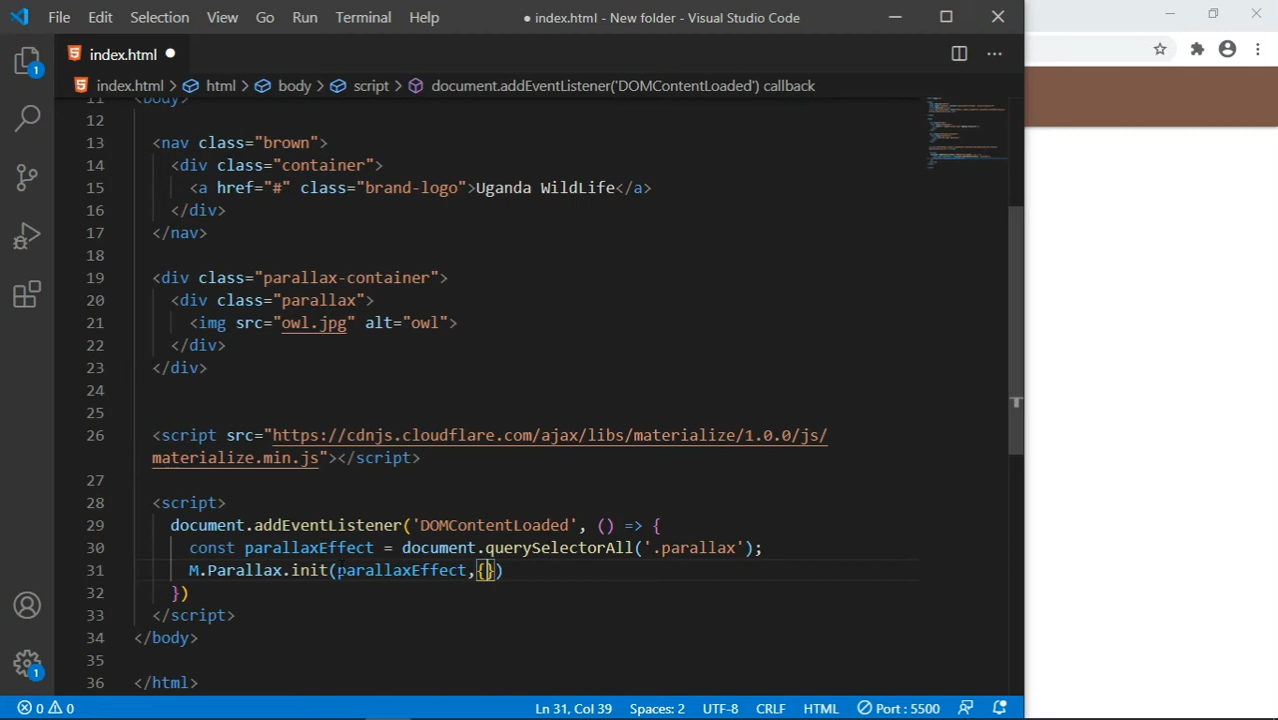 File Edit Selection View Go Run Terminal Help ● index.html - New folder - Visual Studio Code
index.html ●
index.html > html > body > script > document.addEventListener('DOMContentLoaded') callback
11 <body>
12
13 <nav class="brown">
14 <div class="container">
15 <a href="#" class="brand-logo">Uganda WildLife</a>
16 </div>
17 </nav>
18
19 <div class="parallax-container">
20 <div class="parallax">
21 <img src="owl.jpg" alt="owl">
22 </div>
23 </div>
24
25
26 <script src="https://cdnjs.cloudflare.com/ajax/libs/materialize/1.0.0/js/
materialize.min.js"></script>
27
28 <script>
29 document.addEventListener('DOMContentLoaded', () => {
30 const parallaxEffect = document.querySelectorAll('.parallax');
31 M.Parallax.init(parallaxEffect,{})
32 })
33 </script>
34 </body>
35
36 </html>
1
1
0 0 Ln 31, Col 39 Spaces: 2 UTF-8 CRLF HTML Port : 5500